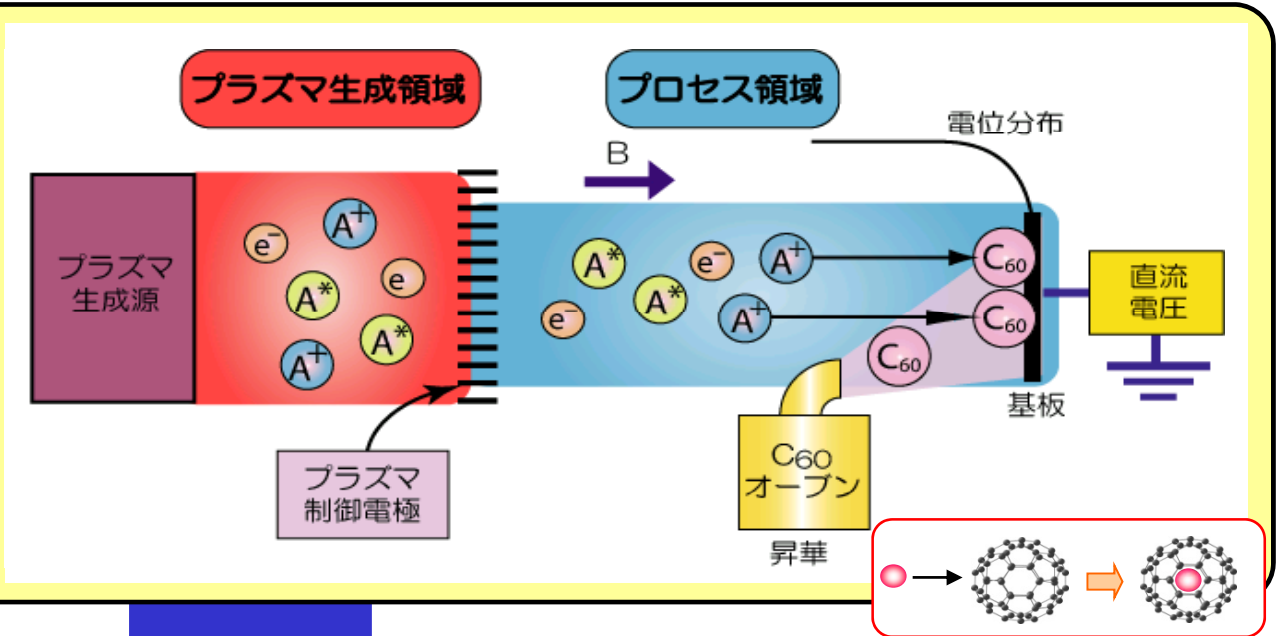 プラズマ生成領域
プロセス領域
電位分布
B
プラズマ
生成源
e⁻
A⁺
A*
e
A*
A⁺
A*
A*
e⁻
A⁺
e⁻
A⁺
C₆₀
C₆₀
C₆₀
直流
電圧
基板
プラズマ
制御電極
C₆₀
オーブン
昇華